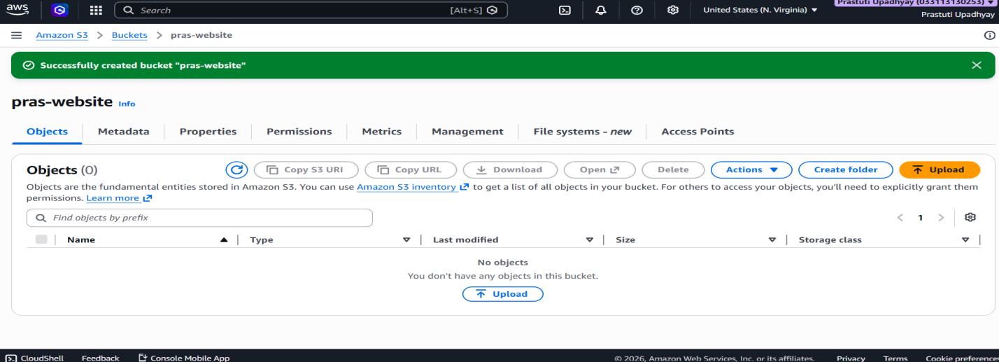 aws
Search [Alt+S]
United States (N. Virginia)
Prastuti Upadhyay (033113130253)
Prastuti Upadhyay
Amazon S3 > Buckets > pras-website
Successfully created bucket "pras-website"
pras-website Info
Objects Metadata Properties Permissions Metrics Management File systems - new Access Points
Objects (0) Copy S3 URI Copy URL Download Open Delete Actions Create folder Upload
Objects are the fundamental entities stored in Amazon S3. You can use Amazon S3 inventory to get a list of all objects in your bucket. For others to access your objects, you'll need to explicitly grant them
permissions. Learn more
Find objects by prefix
< 1 >
Name Type Last modified Size Storage class
No objects
You don't have any objects in this bucket.
Upload
CloudShell Feedback Console Mobile App © 2026, Amazon Web Services, Inc. or its affiliates. Privacy Terms Cookie preference